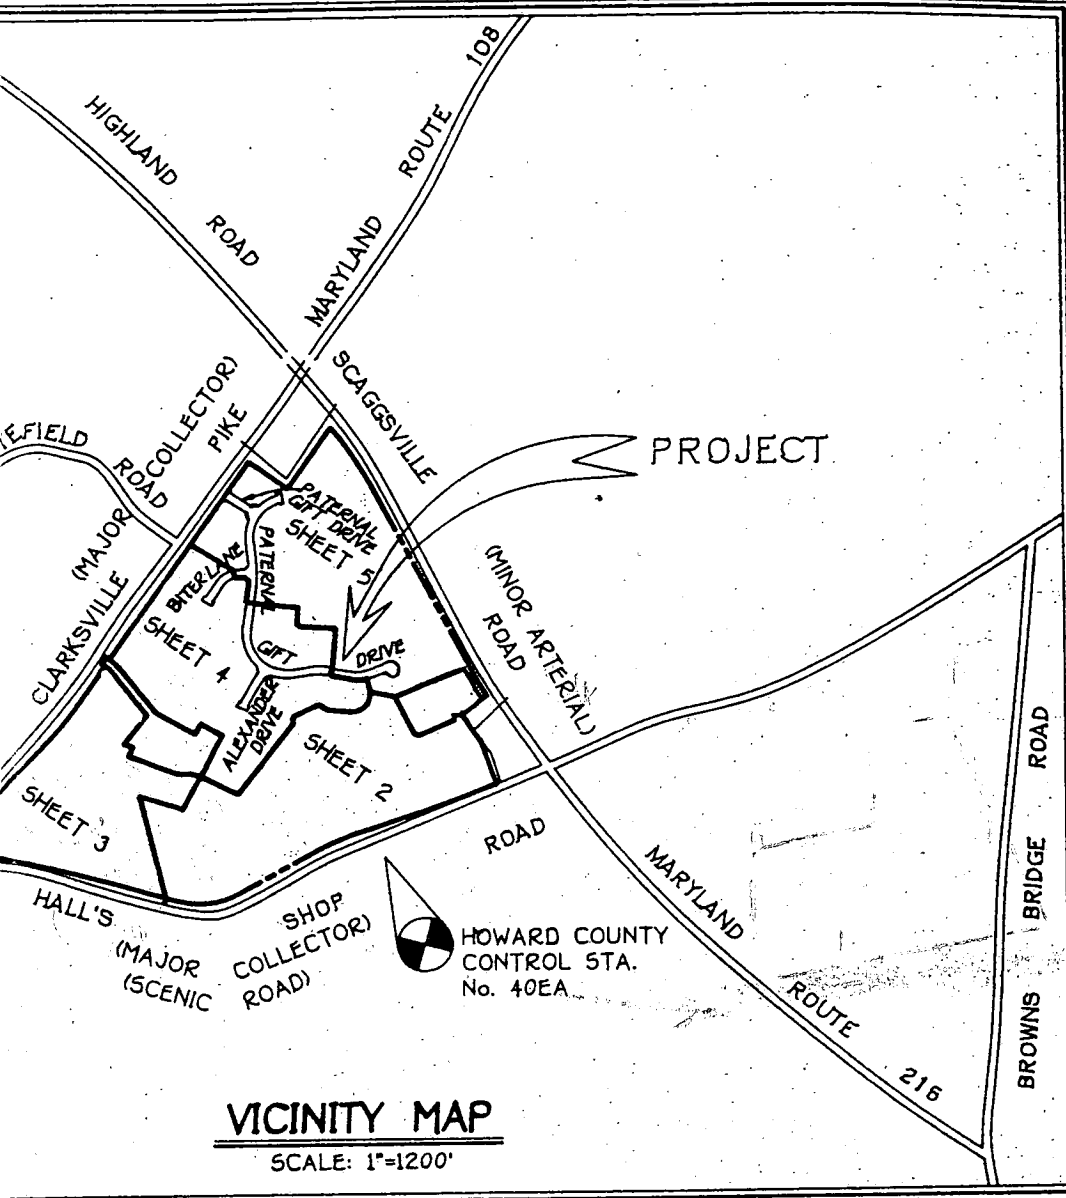 HIGHLAND ROAD
MARYLAND ROUTE 108
SCAGGSVILLE ROAD
(MINOR ARTERIAL)
PROJECT
CLARKSVILLE PIKE
(MAJOR COLLECTOR)
IEFIELD ROAD
PATERNAL
GIFT DRIVE
SHEET 5
PATERNAL GIFT DRIVE
LANE
SHEET 4
ALEXANDER
DRIVE
SHEET 2
SHEET 3
HALL'S SHOP ROAD
(MAJOR COLLECTOR)
(SCENIC ROAD)
HOWARD COUNTY
CONTROL STA.
No. 40EA
MARYLAND ROUTE 216
BROWNS BRIDGE ROAD
VICINITY MAP
SCALE: 1"=1200'